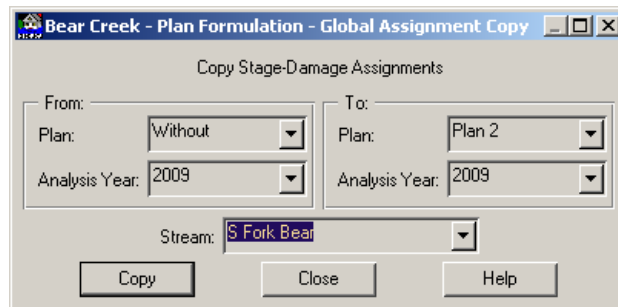 Bear Creek - Plan Formulation - Global Assignment Copy
Copy Stage-Damage Assignments
From: To:
Plan: Without Plan: Plan 2
Analysis Year: 2009 Analysis Year: 2009
Stream: S Fork Bear
Copy Close Help